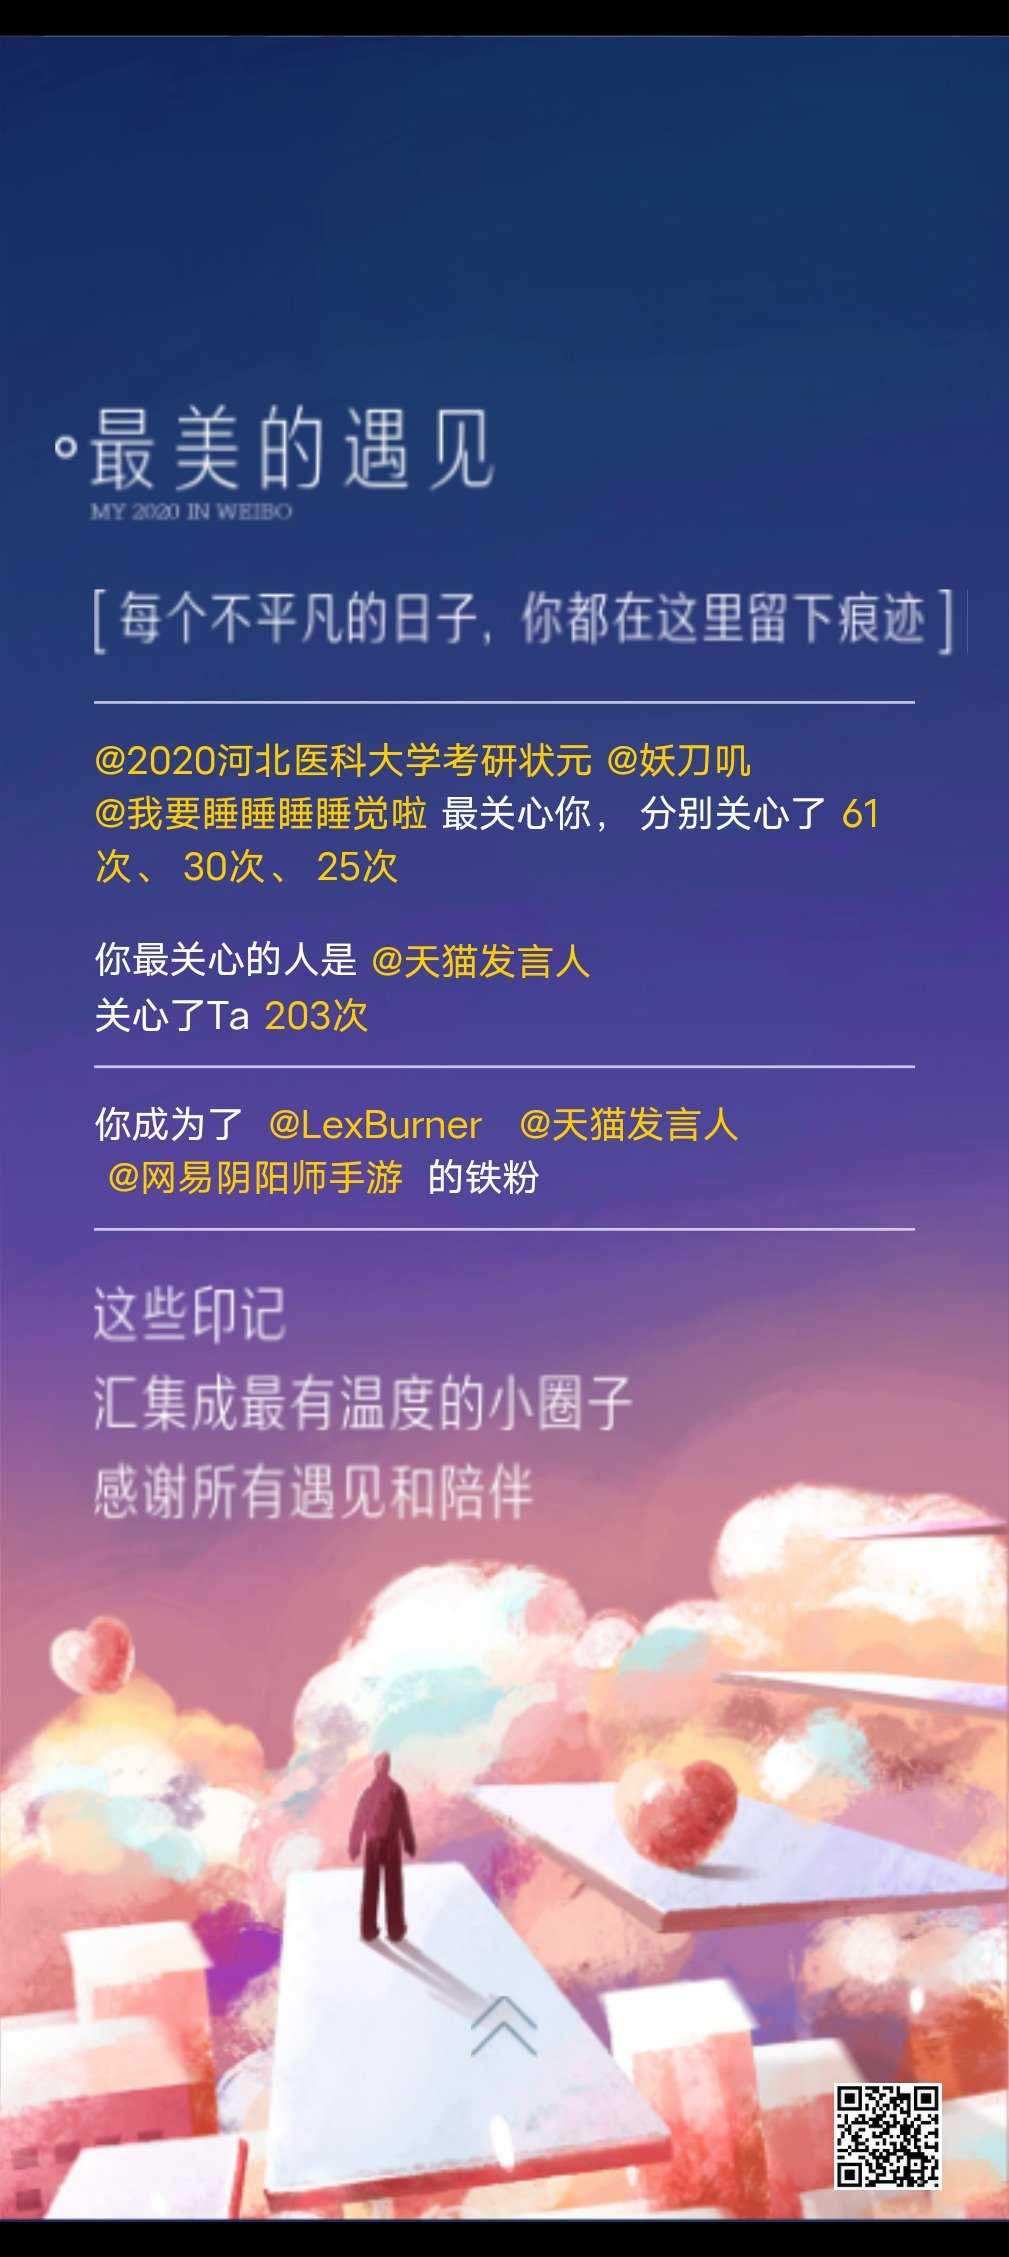 最美的遇见
MY 2020 IN WEIBO
[ 每个不平凡的日子，你都在这里留下痕迹 ]
@2020河北医科大学考研状元 @妖刀叽
@我要睡睡睡睡觉啦 最关心你， 分别关心了 61
次、 30次、 25次
你最关心的人是 @天猫发言人
关心了Ta 203次
你成为了 @LexBurner @天猫发言人
@网易阴阳师手游 的铁粉
这些印记
汇集成最有温度的小圈子
感谢所有遇见和陪伴